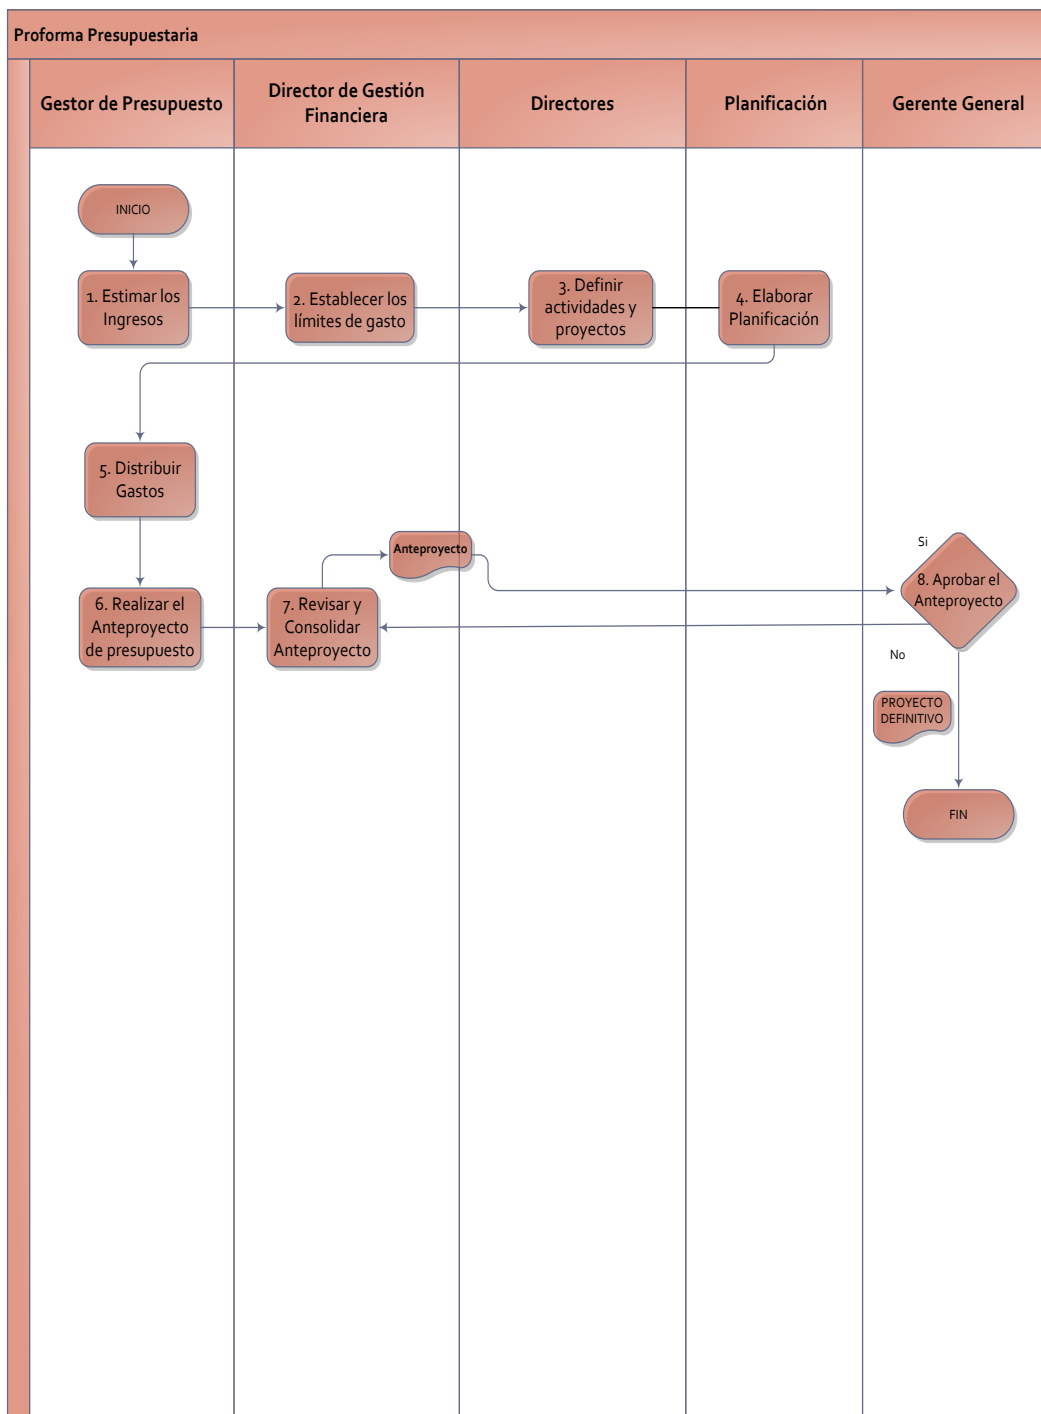 Proforma Presupuestaria
Gestor de Presupuesto
Director de Gestión
Financiera
Directores
Planificación
Gerente General
INICIO
1. Estimar los
Ingresos
2. Establecer los
límites de gasto
3. Definir
actividades y
proyectos
4. Elaborar
Planificación
5. Distribuir
Gastos
Anteproyecto
Si
8. Aprobar el
Anteproyecto
6. Realizar el
Anteproyecto
de presupuesto
7. Revisar y
Consolidar
Anteproyecto
No
PROYECTO
DEFINITIVO
FIN